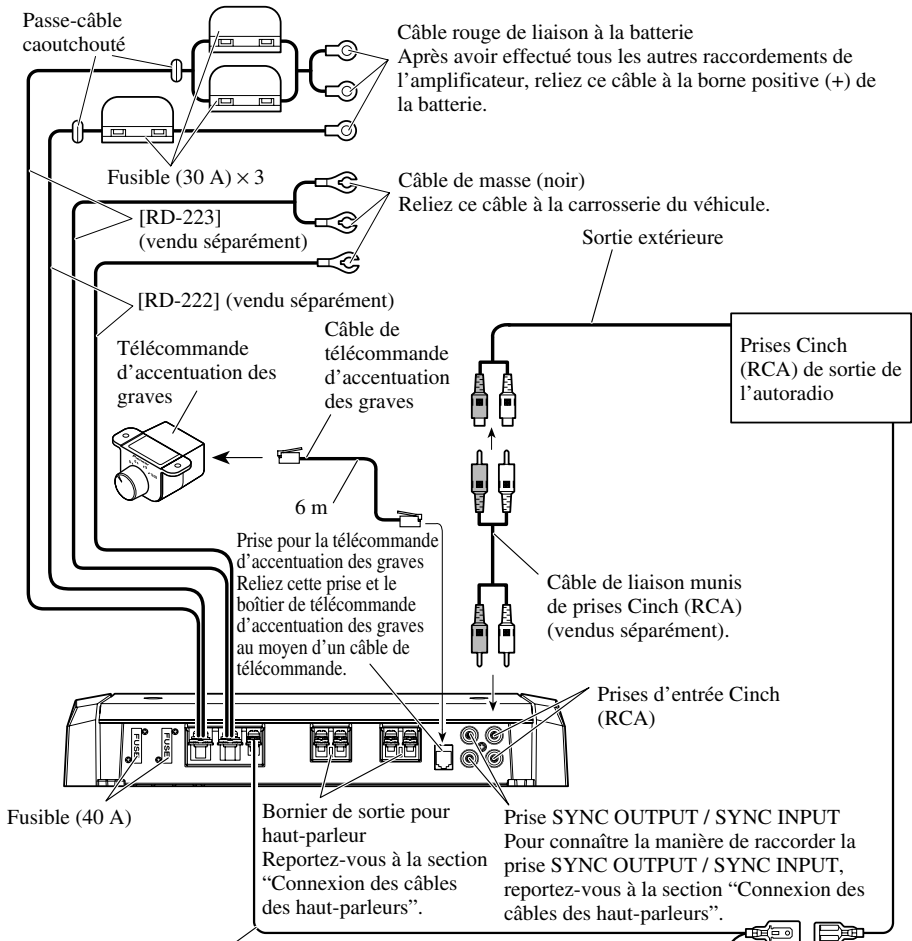 Passe-câble
caoutchouté
Câble rouge de liaison à la batterie
Après avoir effectué tous les autres raccordements de
l’amplificateur, reliez ce câble à la borne positive (+) de
la batterie.
Fusible (30 A) × 3
Câble de masse (noir)
Reliez ce câble à la carrosserie du véhicule.
[RD-223]
(vendu séparément)
Sortie extérieure
[RD-222] (vendu séparément)
Télécommande
d’accentuation des
graves
Câble de
télécommande
d’accentuation
des graves
Prises Cinch
(RCA) de sortie de
l’autoradio
6 m
Prise pour la télécommande
d’accentuation des graves
Reliez cette prise et le
boîtier de télécommande
d’accentuation des graves
au moyen d’un câble de
télécommande.
Câble de liaison munis
de prises Cinch (RCA)
(vendus séparément).
Prises d’entrée Cinch
(RCA)
FUSE
FUSE
Fusible (40 A)
Bornier de sortie pour
haut-parleur
Reportez-vous à la section
“Connexion des câbles
des haut-parleurs”.
Prise SYNC OUTPUT / SYNC INPUT
Pour connaître la manière de raccorder la
prise SYNC OUTPUT / SYNC INPUT,
reportez-vous à la section “Connexion des
câbles des haut-parleurs”.